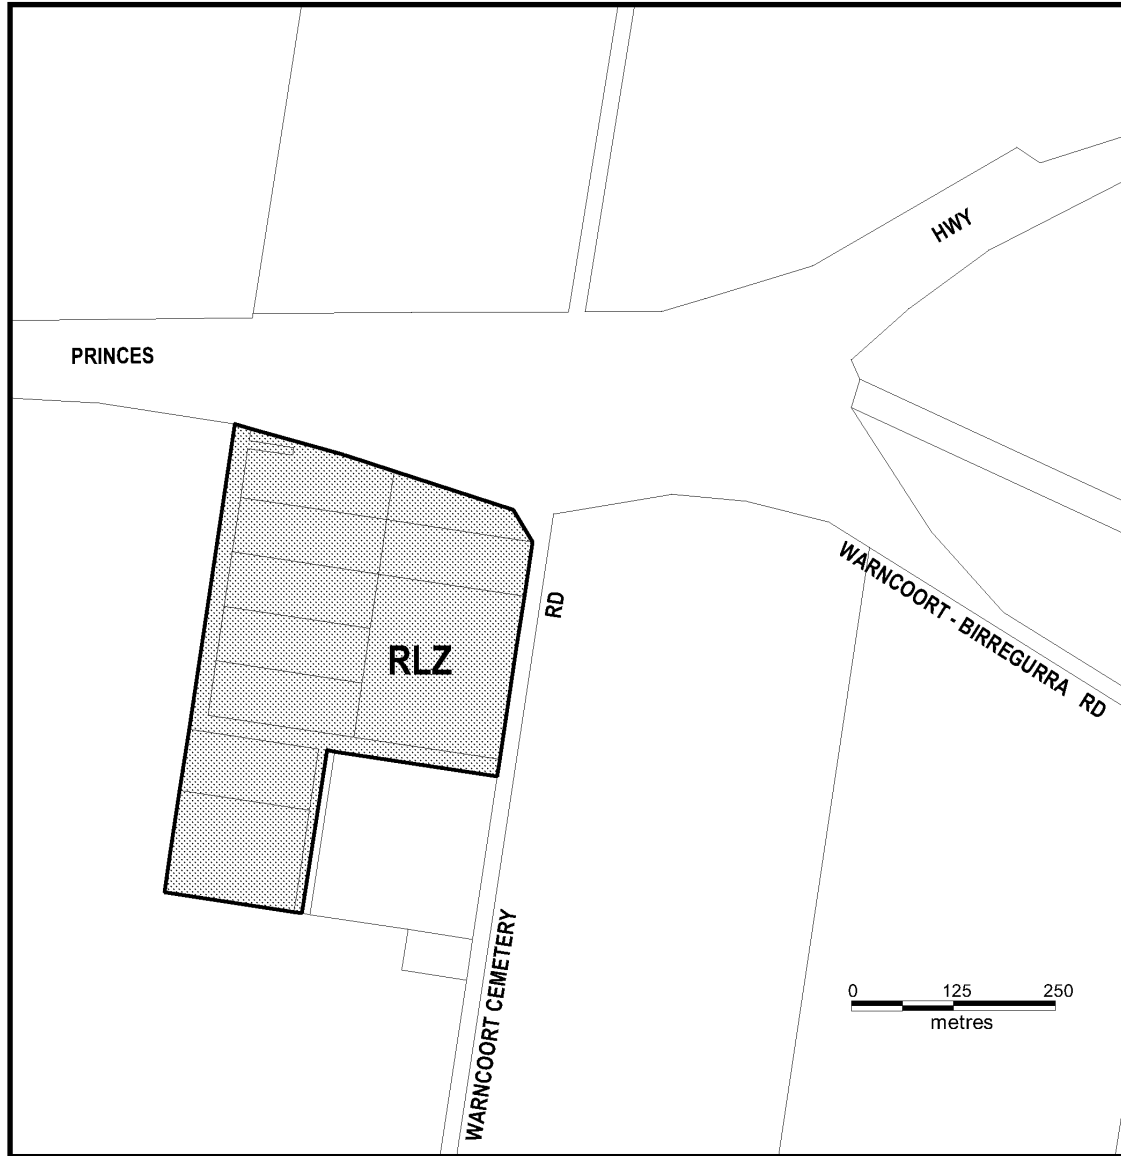 HWY
PRINCES
WARNCOORT - BIRREGURRA RD
RD
RLZ
WARNCOORT CEMETERY
0 125 250
metres